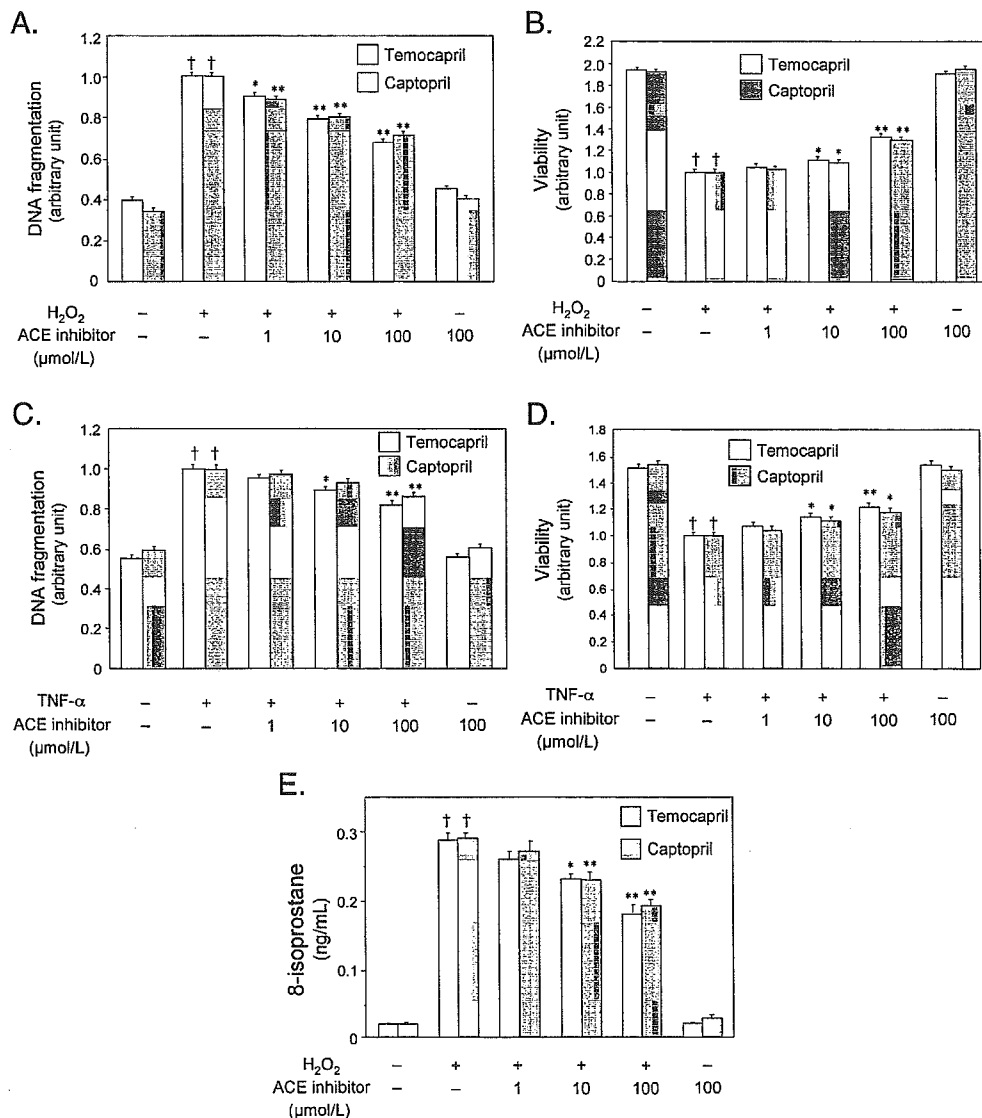 A.
DNA fragmentation
(arbitrary unit)
1.2
1.0
0.8
0.6
0.4
0.2
0
Temocapril
Captopril
† † * ** ** ** ** **
H₂O₂ – + + + + –
ACE inhibitor – – 1 10 100 100
(µmol/L)
B.
Viability
(arbitrary unit)
2.0
1.6
1.4
1.2
1.0
0.8
0.6
0.4
0.2
0
Temocapril
Captopril
† † * * ** **
H₂O₂ – + + + + –
ACE inhibitor – – 1 10 100 100
(µmol/L)
C.
DNA fragmentation
(arbitrary unit)
1.2
1.0
0.8
0.6
0.4
0.2
0
Temocapril
Captopril
† † * ** **
TNF-α – + + + + –
ACE inhibitor – – 1 10 100 100
(µmol/L)
D.
Viability
(arbitrary unit)
1.6
1.4
1.2
1.0
0.8
0.6
0.4
0.2
0
Temocapril
Captopril
† † * * ** *
TNF-α – + + + + –
ACE inhibitor – – 1 10 100 100
(µmol/L)
E.
8-isoprostane
(ng/mL)
0.3
0.2
0.1
0
Temocapril
Captopril
† † * ** ** **
H₂O₂ – + + + + –
ACE inhibitor – – 1 10 100 100
(µmol/L)